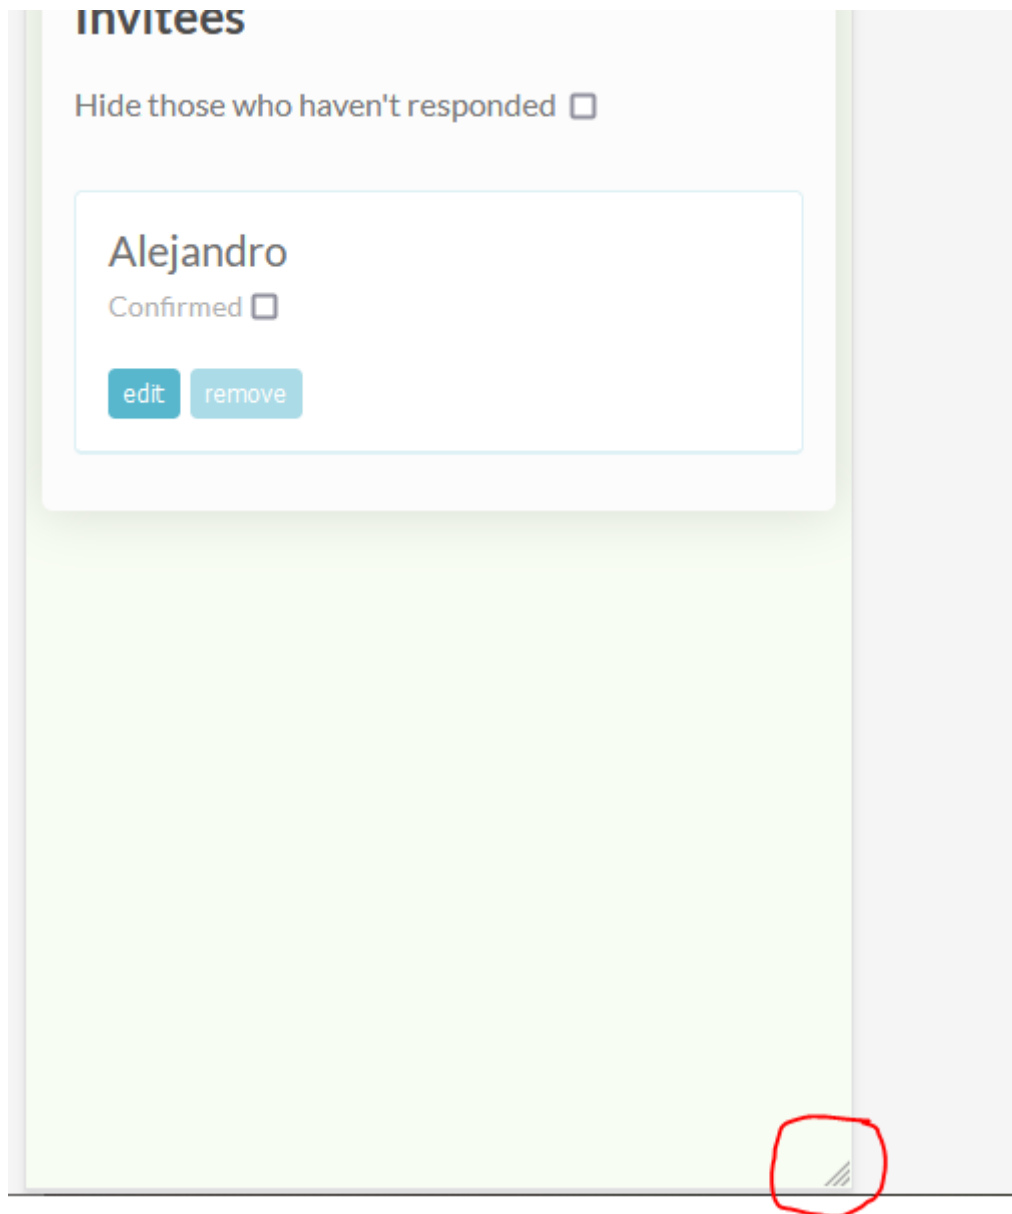 Invitees
Hide those who haven't responded
Alejandro
Confirmed
edit remove